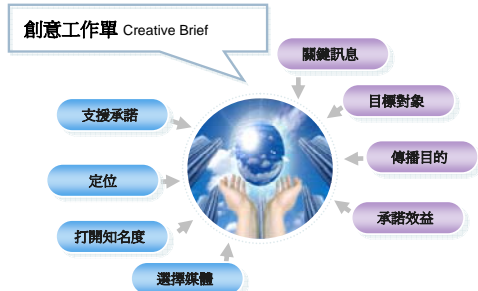 創意工作單 Creative Brief
關鍵訊息
目標對象
傳播目的
承諾效益
支援承諾
定位
打開知名度
選擇媒體